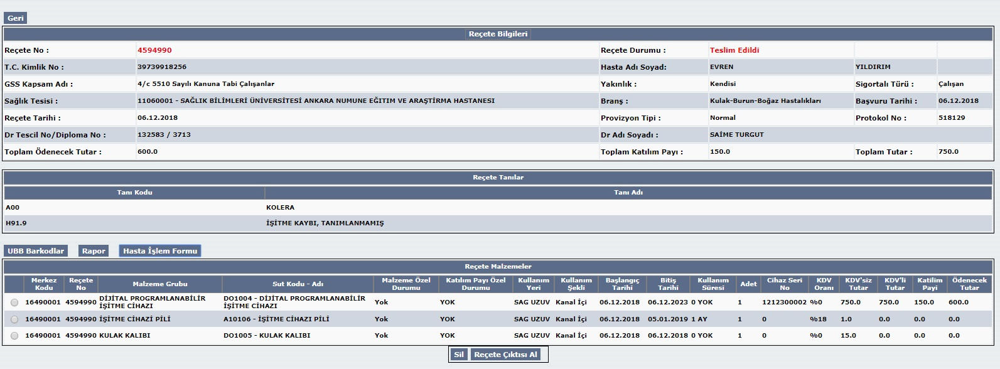 Geri
Reçete Bilgileri
Reçete No : 4594990 Reçete Durumu : Teslim Edildi
T.C. Kimlik No : 39739918256 Hasta Adı Soyad: EVREN YILDIRIM
GSS Kapsam Adı : 4/c 5510 Sayılı Kanuna Tabi Çalışanlar Yakınlık : Kendisi Sigortalı Türü : Çalışan
Sağlık Tesisi : 11060001 - SAĞLIK BİLİMLERİ ÜNİVERSİTESİ ANKARA NUMUNE EĞITIM VE ARAŞTİRMA HASTANESI Branş : Kulak-Burun-Boğaz Hastalıkları Başvuru Tarihi : 06.12.2018
Reçete Tarihi : 06.12.2018 Provizyon Tipi : Normal Protokol No : 518129
Dr Tescil No/Diploma No : 132583 / 3713 Dr Adı Soyadı : SAİME TURGUT
Toplam Ödenecek Tutar : 600.0 Toplam Katılım Payı : 150.0 Toplam Tutar : 750.0
Reçete Tanılar
Tanı Kodu Tanı Adı
A00 KOLERA
H91.9 İŞİTME KAYBI, TANIMLANMAMIŞ
UBB Barkodlar Rapor Hasta İşlem Formu
Reçete Malzemeler
Merkez Kodu Reçete No Malzeme Grubu Sut Kodu - Adı Malzeme Özel Durumu Katılım Payı Özel Durumu Kullanım Yeri Kullanım Şekli Başlangıç Tarihi Bitiş Tarihi Kullanım Süresi Adet Cihaz Seri No KDV Oranı KDV'siz Tutar KDV'li Tutar Katilim Payi Ödenecek Tutar
16490001 4594990 DİJİTAL PROGRAMLANABİLİR İŞİTME CİHAZI DO1004 - DİJİTAL PROGRAMLANABİLİR İŞİTME CİHAZI Yok YOK SAG UZUV Kanal İçi 06.12.2018 06.12.2023 0 YOK 1 1212300002 %0 750.0 750.0 150.0 600.0
16490001 4594990 İŞİTME CİHAZİ PİLİ A10106 - İŞİTME CİHAZI PİLİ Yok YOK SAG UZUV Kanal İçi 06.12.2018 05.01.2019 1 AY 1 0 %18 1.0 0.0 0.0 0.0
16490001 4594990 KULAK KALIBI DO1005 - KULAK KALIBI Yok YOK SAG UZUV Kanal İçi 06.12.2018 06.12.2018 0 YOK 1 0 %0 15.0 0.0 0.0 0.0
Sil Reçete Çıktısı Al